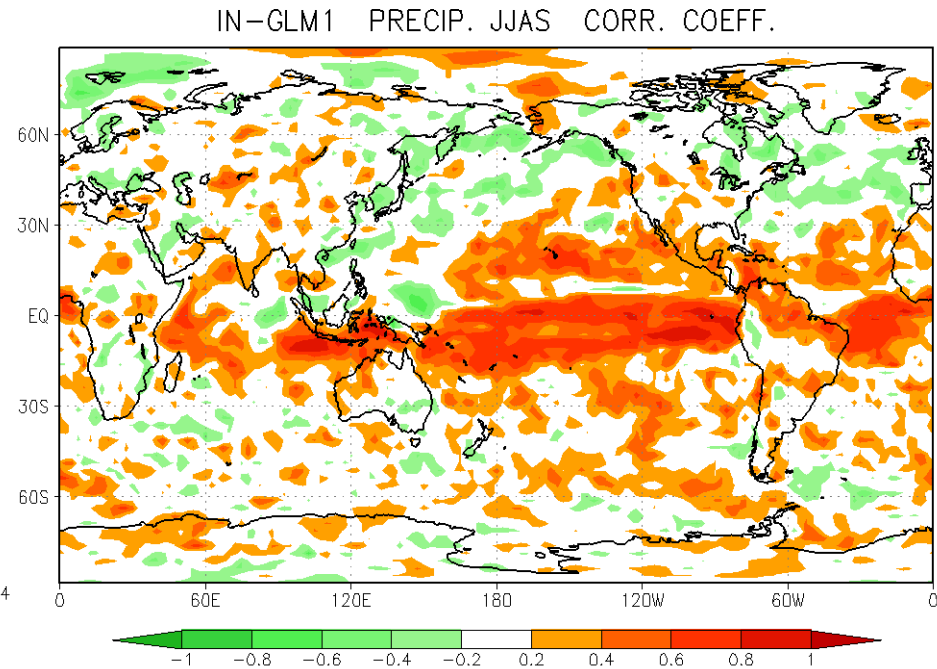 IN-GLM1 PRECIP. JJAS CORR. COEFF.
60N
30N
EQ
30S
60S
4
0 60E 120E 180 120W 60W 0
-1 -0.8 -0.6 -0.4 -0.2 0.2 0.4 0.6 0.8 1